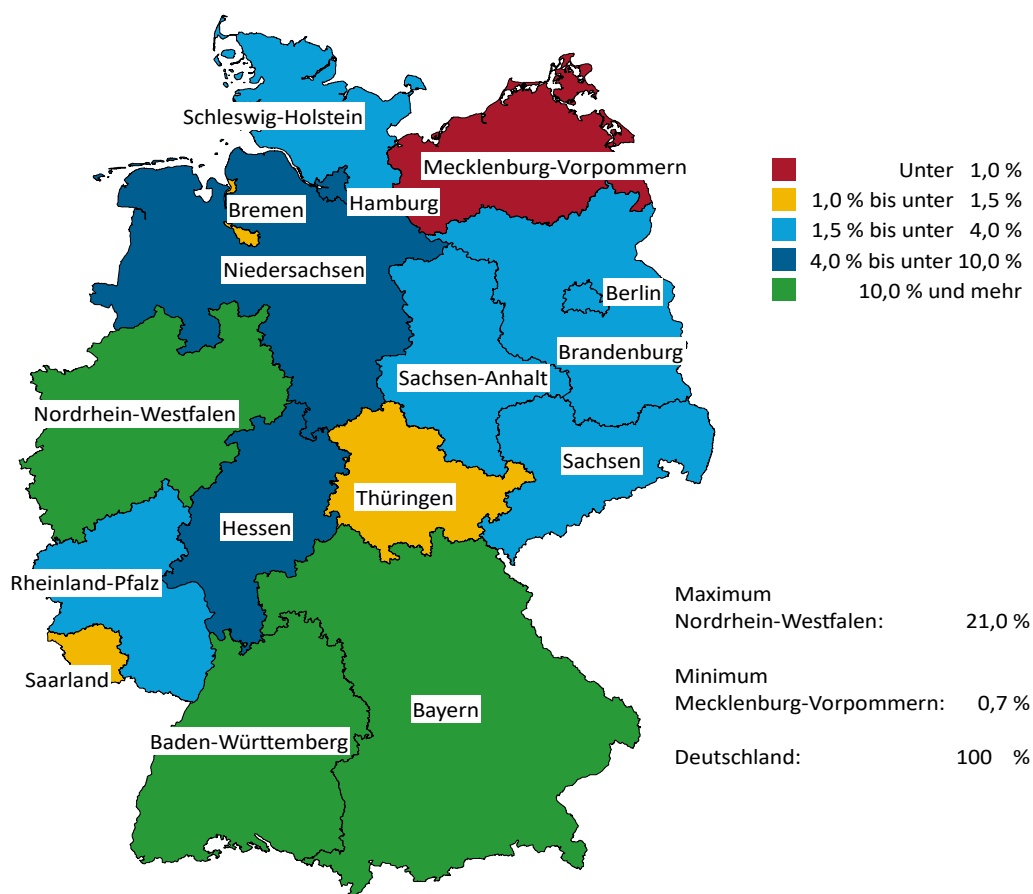 Schleswig-Holstein
Mecklenburg-Vorpommern
Hamburg
Bremen
Niedersachsen
Berlin
Brandenburg
Sachsen-Anhalt
Nordrhein-Westfalen
Sachsen
Thüringen
Hessen
Rheinland-Pfalz
Saarland
Bayern
Baden-Württemberg
Unter 1,0 %
1,0 % bis unter 1,5 %
1,5 % bis unter 4,0 %
4,0 % bis unter 10,0 %
10,0 % und mehr
Maximum
Nordrhein-Westfalen: 21,0 %
Minimum
Mecklenburg-Vorpommern: 0,7 %
Deutschland: 100 %